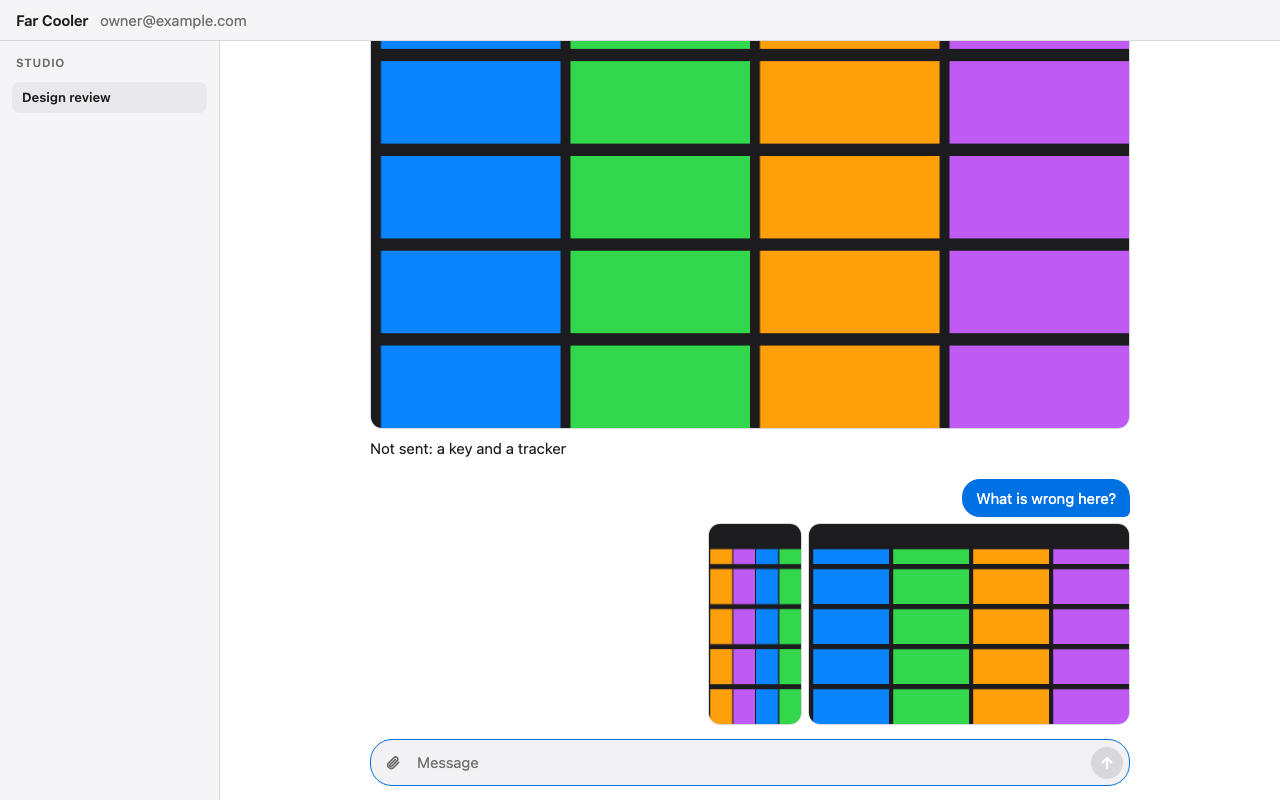 Far Cooler owner@example.com
STUDIO
Design review
Not sent: a key and a tracker
What is wrong here?
Message